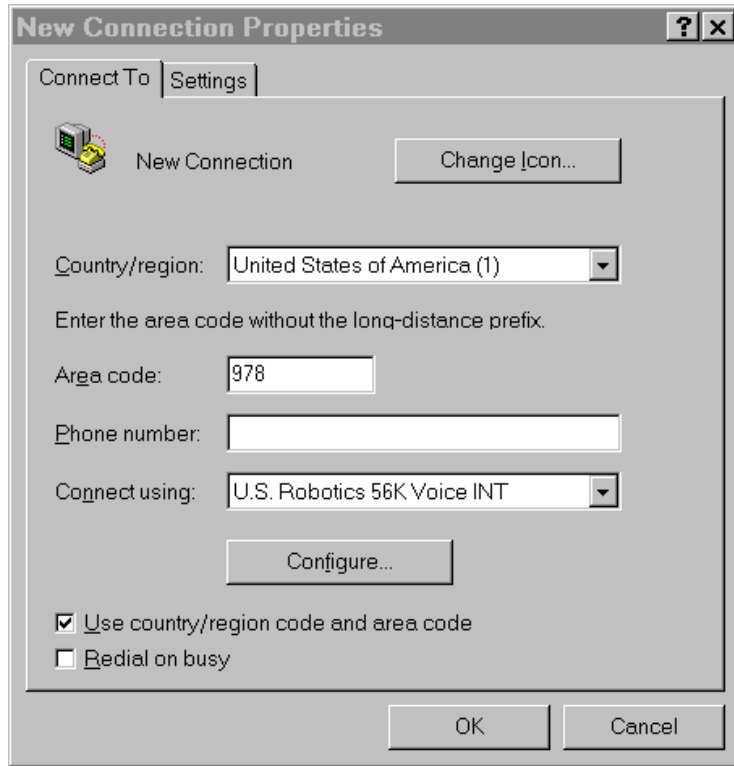 New Connection Properties
Connect To Settings
New Connection Change Icon...
Country/region: United States of America (1)
Enter the area code without the long-distance prefix.
Area code: 978
Phone number:
Connect using: U.S. Robotics 56K Voice INT
Configure...
Use country/region code and area code
Redial on busy
OK Cancel